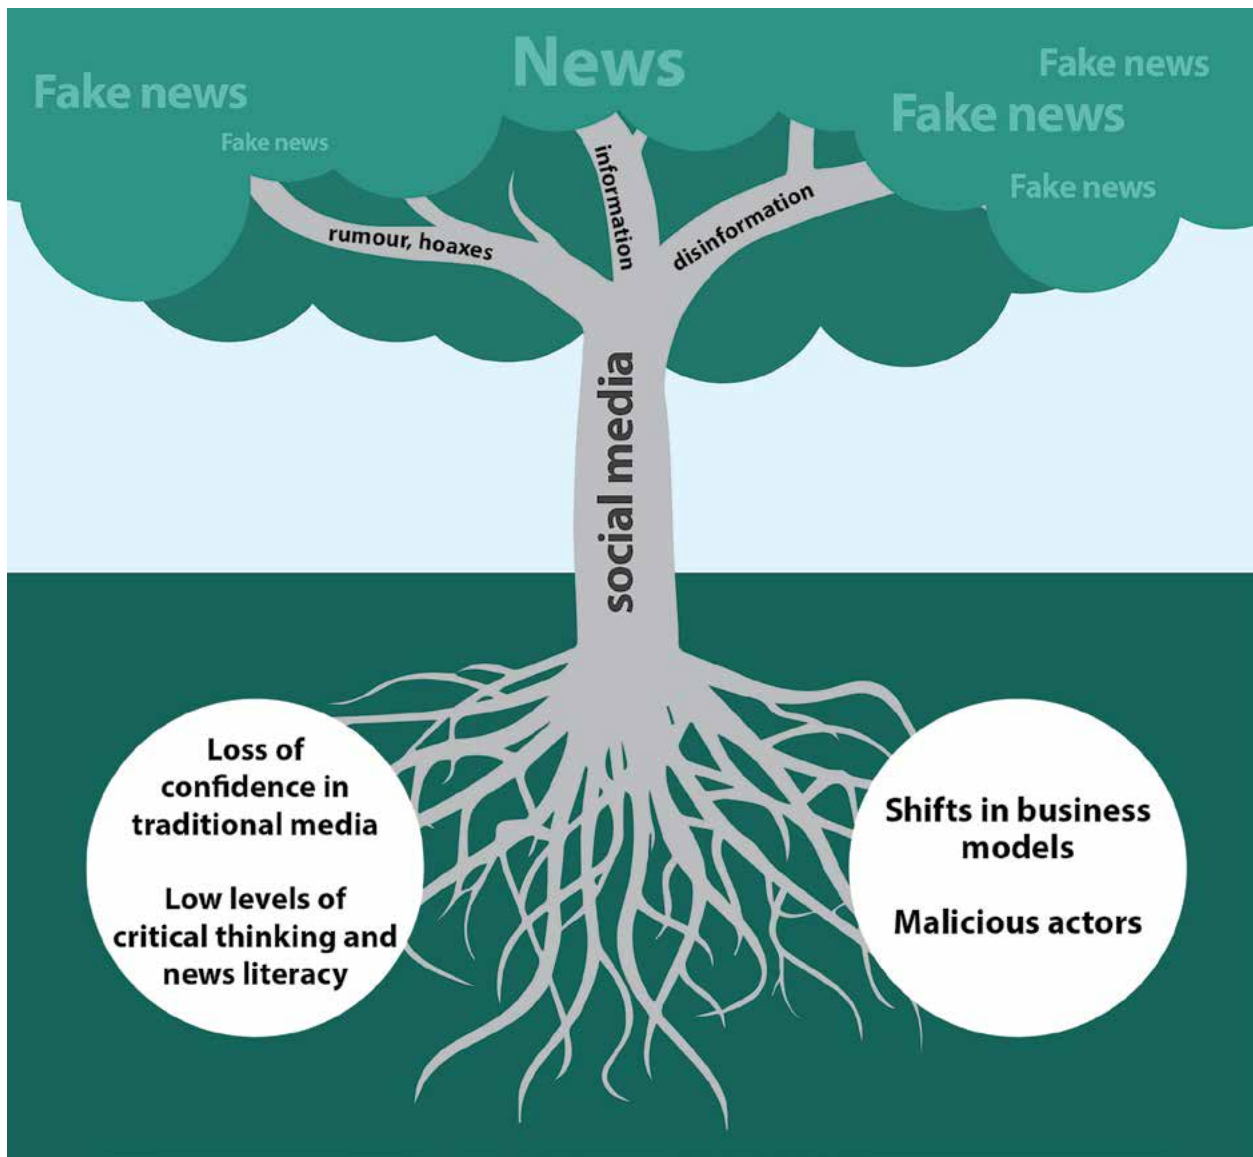 News
Fake news
Fake news
Fake news
Fake news
Fake news
rumour, hoaxes
information
disinformation
social media
Loss of
confidence in
traditional media
Low levels of
critical thinking and
news literacy
Shifts in business
models
Malicious actors